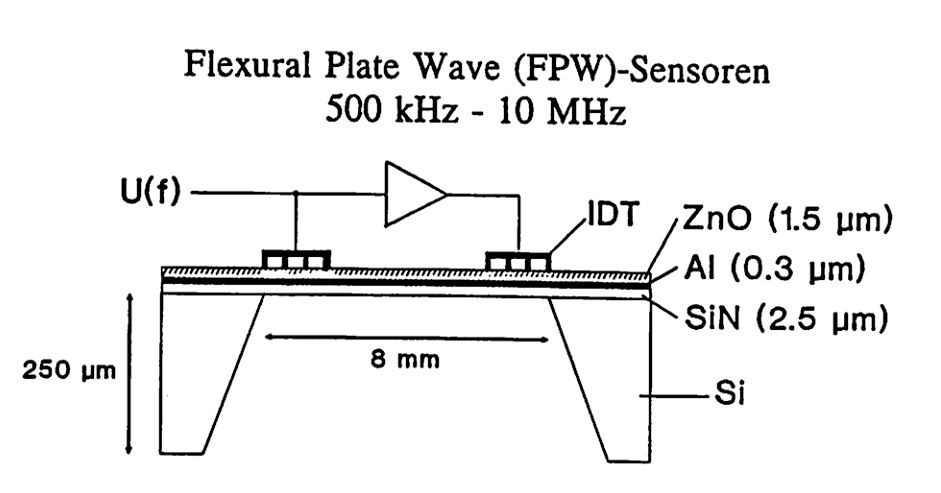 Flexural Plate Wave (FPW)-Sensoren
500 kHz - 10 MHz
U(f)
IDT
ZnO (1.5 µm)
Al (0.3 µm)
SiN (2.5 µm)
8 mm
250 µm
Si